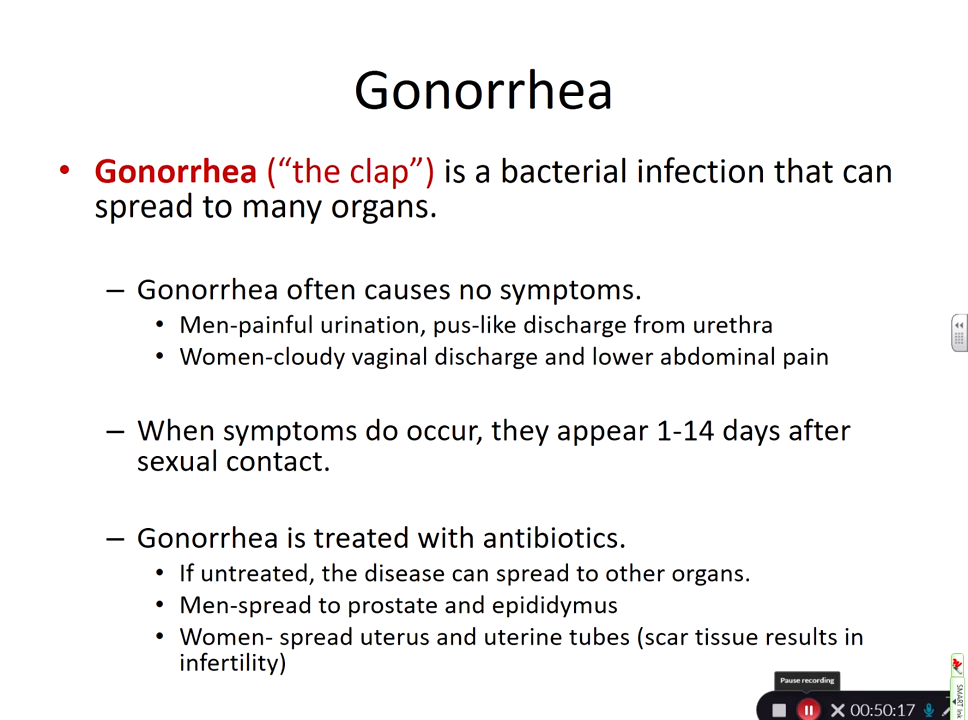 Gonorrhea
• Gonorrhea (“the clap”) is a bacterial infection that can
spread to many organs.
– Gonorrhea often causes no symptoms.
• Men-painful urination, pus-like discharge from urethra
• Women-cloudy vaginal discharge and lower abdominal pain
– When symptoms do occur, they appear 1-14 days after
sexual contact.
– Gonorrhea is treated with antibiotics.
• If untreated, the disease can spread to other organs.
• Men-spread to prostate and epididymus
• Women- spread uterus and uterine tubes (scar tissue results in
infertility)
Pause recording
00:50:17
SMART